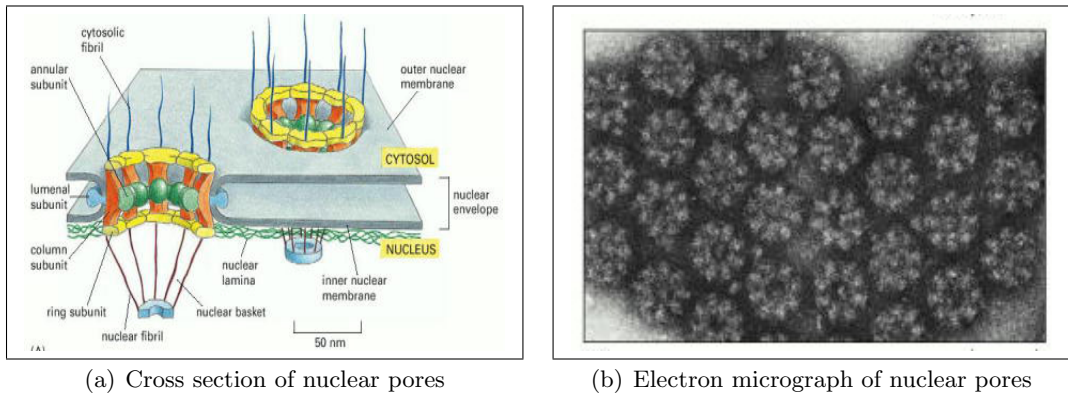 cytosolic
fibril
annular
subunit
outer nuclear
membrane
CYTOSOL
lumenal
subunit
nuclear
envelope
column
subunit
NUCLEUS
nuclear
lamina
inner nuclear
membrane
ring subunit
nuclear basket
nuclear fibril
50 nm
(a) Cross section of nuclear pores
(b) Electron micrograph of nuclear pores